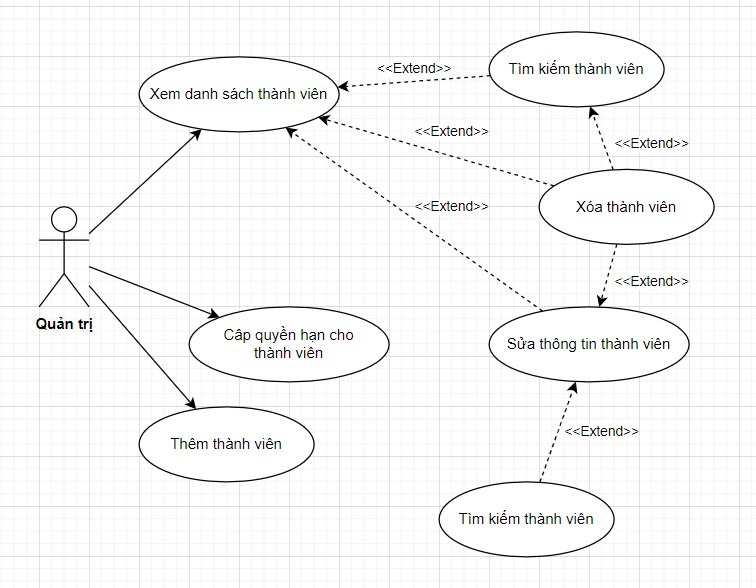 Tìm kiếm thành viên
<<Extend>>
Xem danh sách thành viên
<<Extend>>
<<Extend>>
Xóa thành viên
<<Extend>>
<<Extend>>
Quản trị
Câp quyền hạn cho
thành viên
Sửa thông tin thành viên
<<Extend>>
Thêm thành viên
Tìm kiếm thành viên